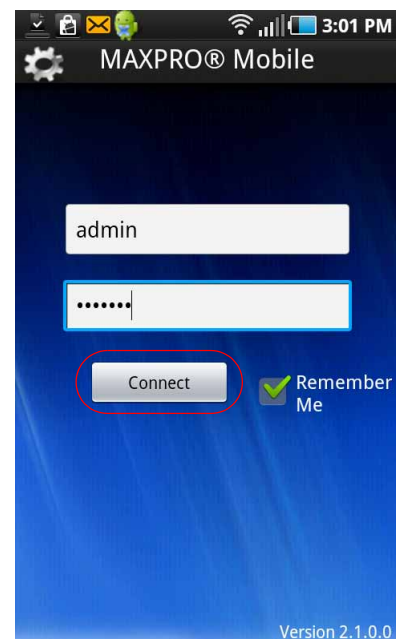 3:01 PM
MAXPRO® Mobile
admin
•••••••
Connect
Remember
Me
Version 2.1.0.0